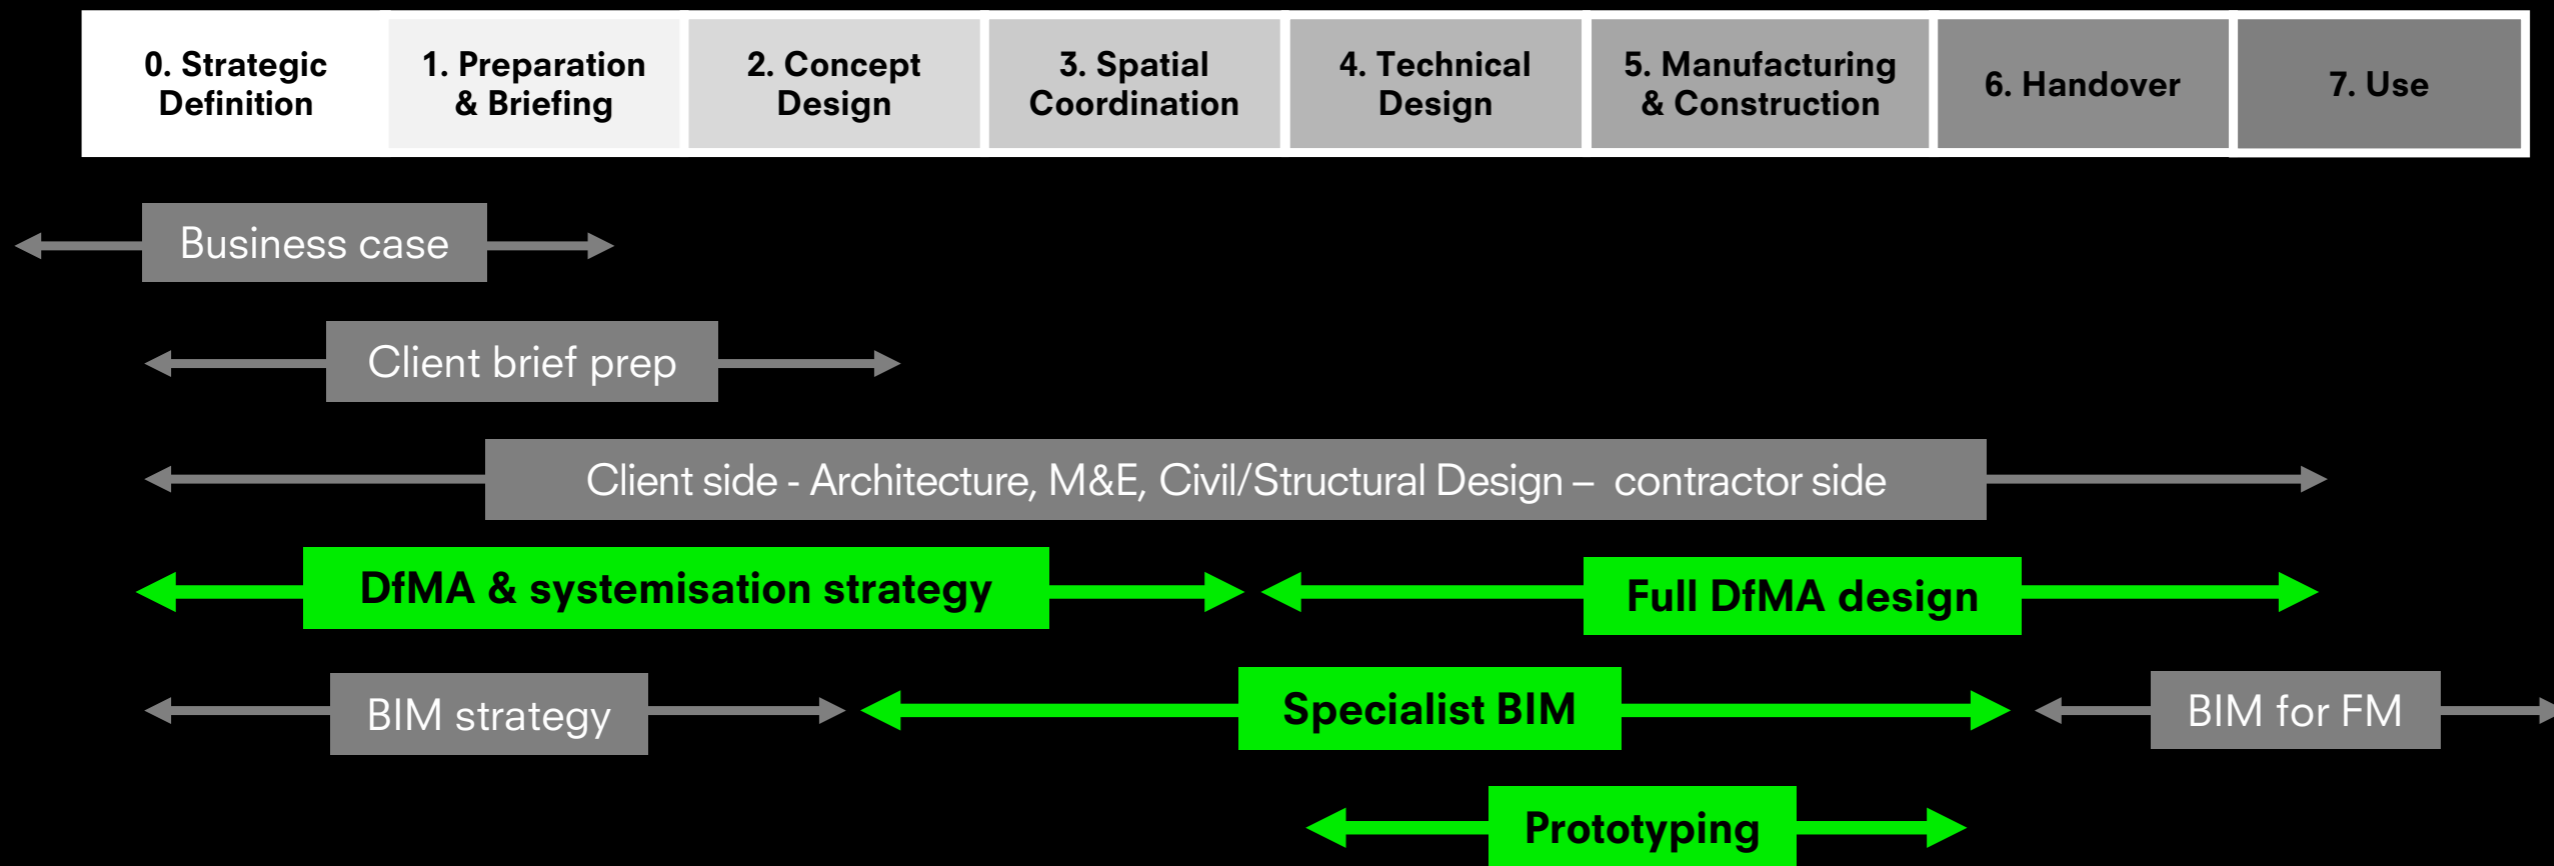 0. Strategic
Definition
1. Preparation
& Briefing
2. Concept
Design
3. Spatial
Coordination
4. Technical
Design
5. Manufacturing
& Construction
6. Handover
7. Use
Business case
Client brief prep
Client side - Architecture, M&E, Civil/Structural Design – contractor side
DfMA & systemisation strategy
Full DfMA design
BIM strategy
Specialist BIM
BIM for FM
Prototyping